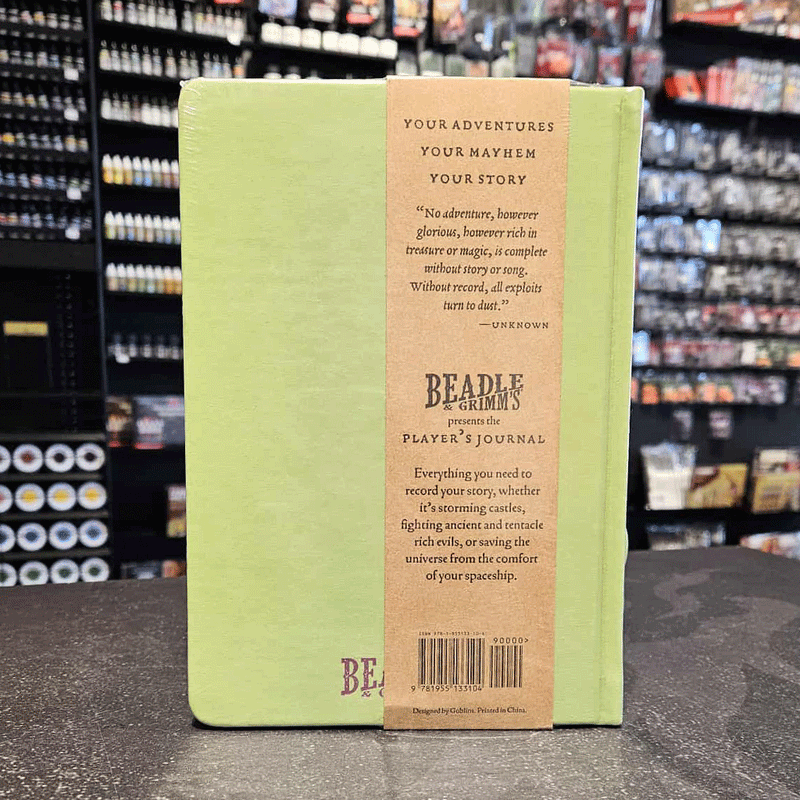 YOUR ADVENTURES
YOUR MAYHEM
YOUR STORY
“No adventure, however
glorious, however rich in
treasure or magic, is complete
without story or song.
Without record, all exploits
turn to dust.”
—UNKNOWN
BEADLE
& GRIMM'S
presents the
PLAYER'S JOURNAL
Everything you need to
record your story, whether
it's storming castles,
fighting ancient and tentacle
rich evils, or saving the
universe from the comfort
of your spaceship.
90000>
9 781955 133104
Designed by Goblins. Printed in China.
BEA
&